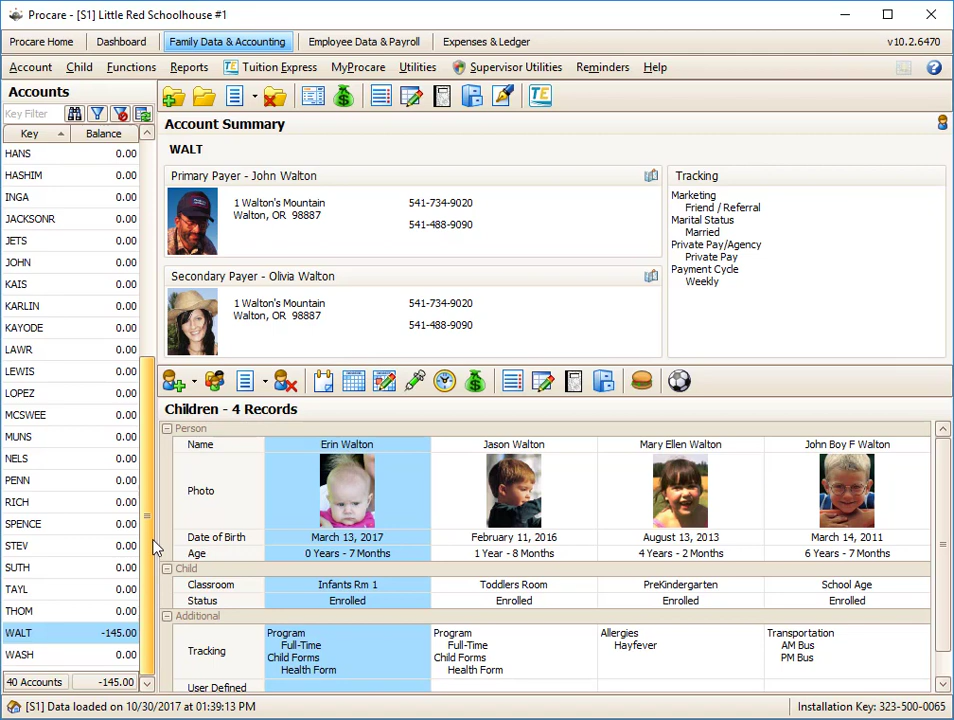 Procare - [S1] Little Red Schoolhouse #1
Procare Home Dashboard Family Data & Accounting Employee Data & Payroll Expenses & Ledger v10.2.6470
Account Child Functions Reports TE Tuition Express MyProcare Utilities Supervisor Utilities Reminders Help
Accounts
Key Filter
Key Balance
HANS 0.00
HASHIM 0.00
INGA 0.00
JACKSONR 0.00
JETS 0.00
JOHN 0.00
KAIS 0.00
KARLIN 0.00
KAYODE 0.00
LAWR 0.00
LEWIS 0.00
LOPEZ 0.00
MCSWEE 0.00
MUNS 0.00
NELS 0.00
PENN 0.00
RICH 0.00
SPENCE 0.00
STEV 0.00
SUTH 0.00
TAYL 0.00
THOM 0.00
WALT -145.00
WASH 0.00
40 Accounts -145.00
TE
Account Summary
WALT
Primary Payer - John Walton
1 Walton's Mountain 541-734-9020
Walton, OR 98887
541-488-9090
Secondary Payer - Olivia Walton
1 Walton's Mountain 541-734-9020
Walton, OR 98887
541-488-9090
Tracking
Marketing
Friend / Referral
Marital Status
Married
Private Pay/Agency
Private Pay
Payment Cycle
Weekly
Children - 4 Records
Person
Name Erin Walton Jason Walton Mary Ellen Walton John Boy F Walton
Photo
Date of Birth March 13, 2017 February 11, 2016 August 13, 2013 March 14, 2011
Age 0 Years - 7 Months 1 Year - 8 Months 4 Years - 2 Months 6 Years - 7 Months
Child
Classroom Infants Rm 1 Toddlers Room PreKindergarten School Age
Status Enrolled Enrolled Enrolled Enrolled
Additional
Tracking Program Program Allergies Transportation
Full-Time Full-Time Hayfever AM Bus
Child Forms Child Forms PM Bus
Health Form Health Form
User Defined
[S1] Data loaded on 10/30/2017 at 01:39:13 PM Installation Key: 323-500-0065